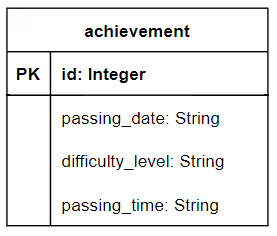 achievement
PK id: Integer
passing_date: String
difficulty_level: String
passing_time: String